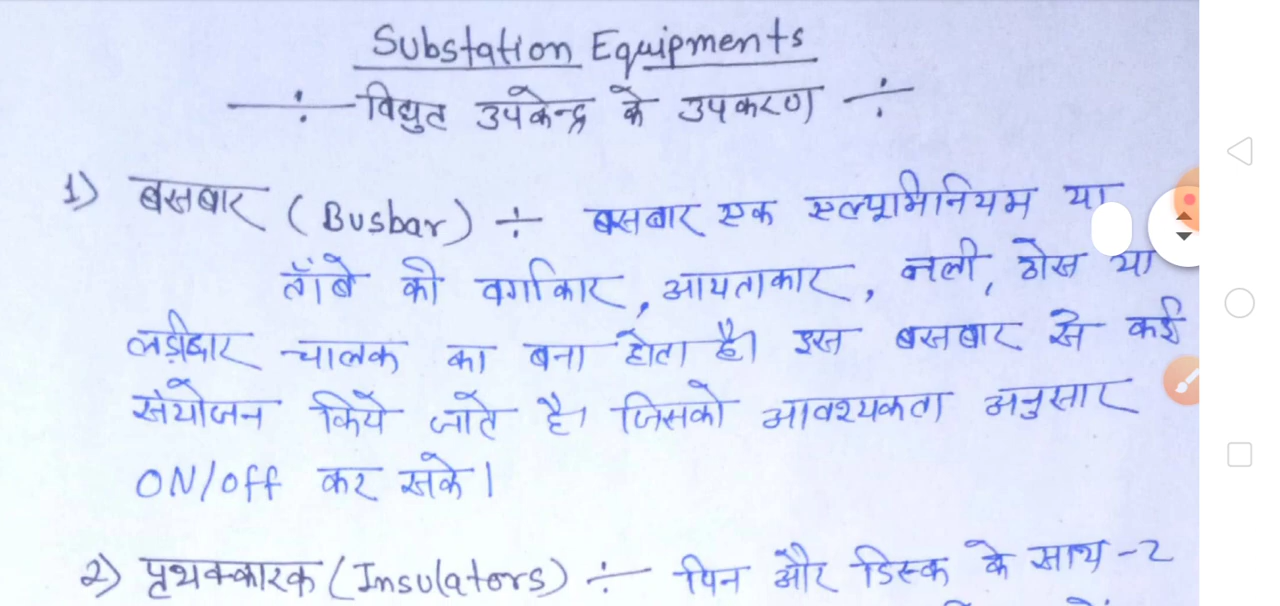 Substation Equipments
÷ विद्युत उपकेन्द्र के उपकरण ÷
1) बसबार (Busbar) ÷ बसबार एक एल्यूमिनियम या
ताँबे की वर्गाकार, आयताकार, नली, ठोस या
लड़ीदार चालक का बना होता है। इस बसबार से कई
संयोजन किये जाते है। जिसको आवश्यकता अनुसार
ON/off कर सके।
2) पृथक्कारक (Insulators) ÷ पिन और डिस्क के साथ-2